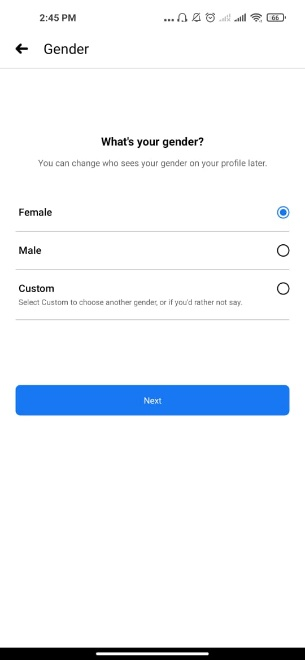 2:45 PM
66
Gender
What's your gender?
You can change who sees your gender on your profile later.
Female
Male
Custom
Select Custom to choose another gender, or if you'd rather not say.
Next